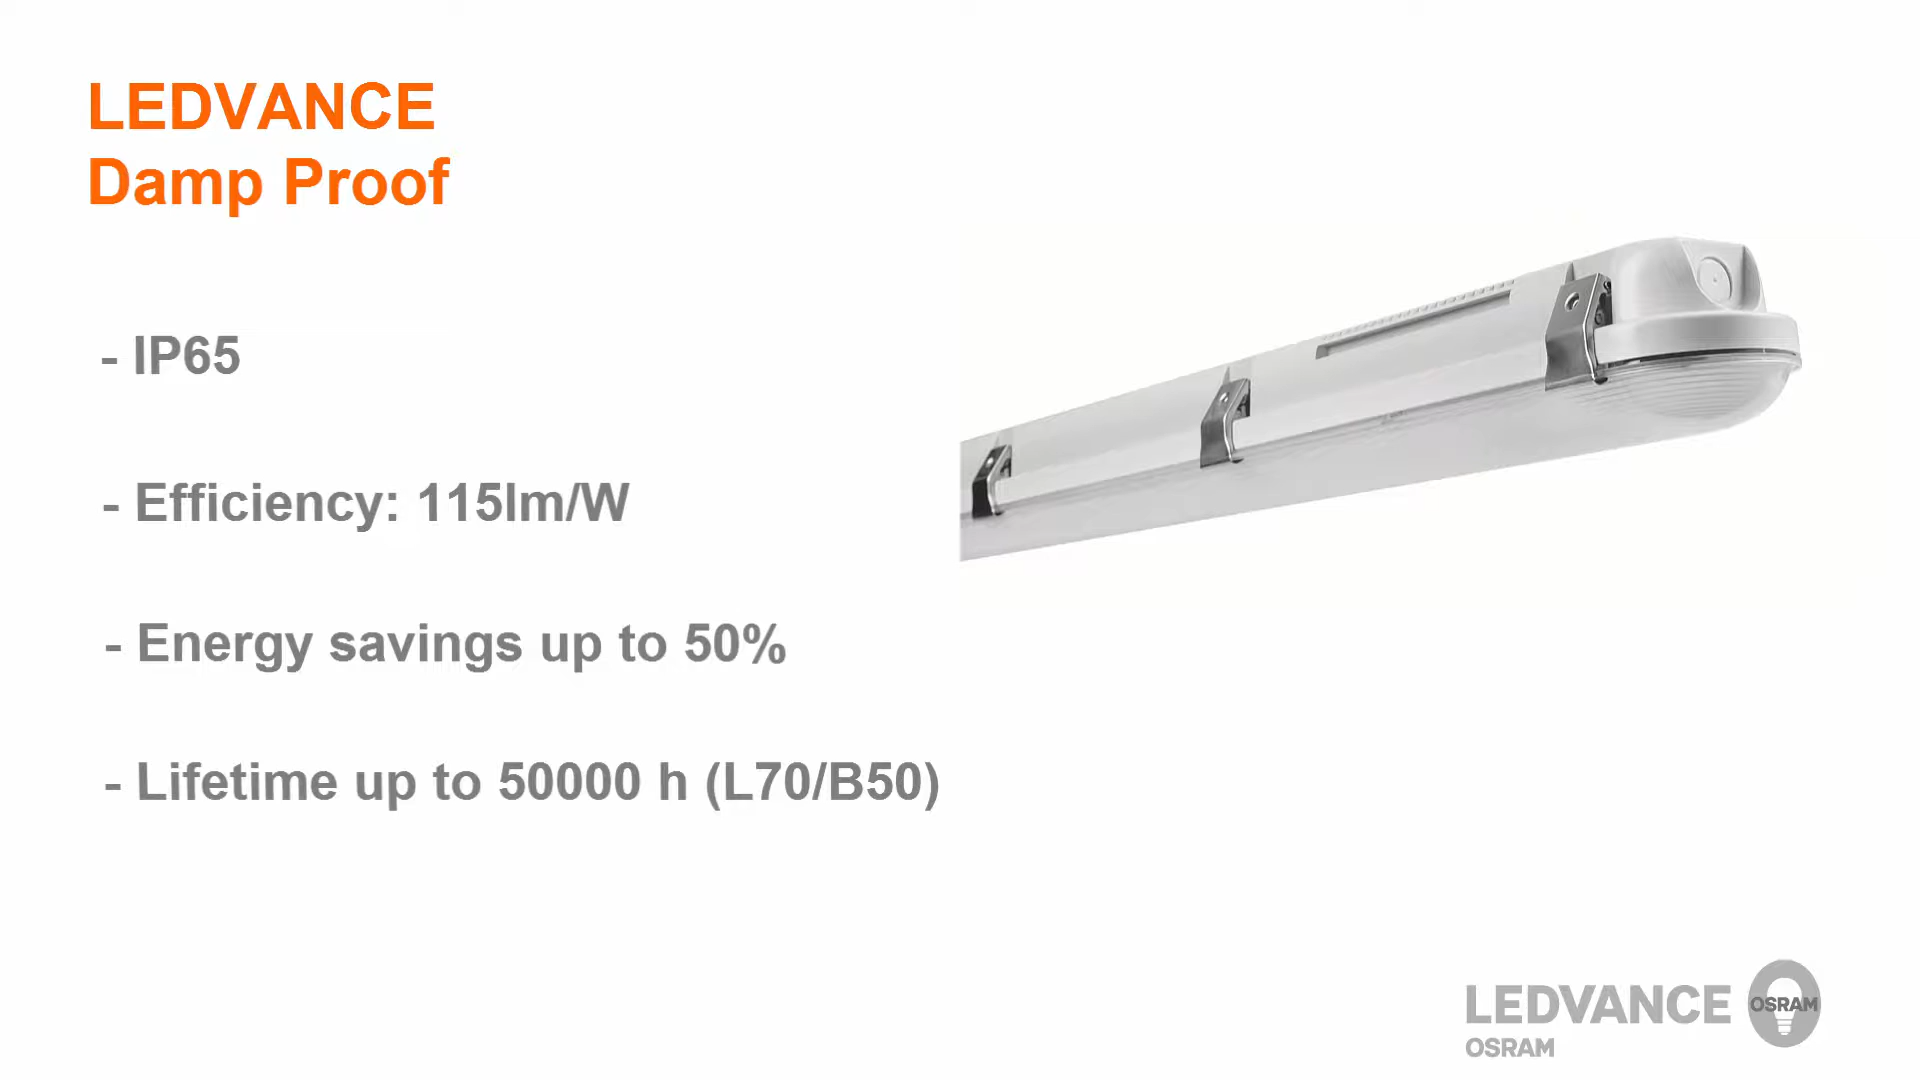 LEDVANCE
Damp Proof
- IP65
- Efficiency: 115lm/W
- Energy savings up to 50%
- Lifetime up to 50000 h (L70/B50)
LEDVANCE
OSRAM
OSRAM